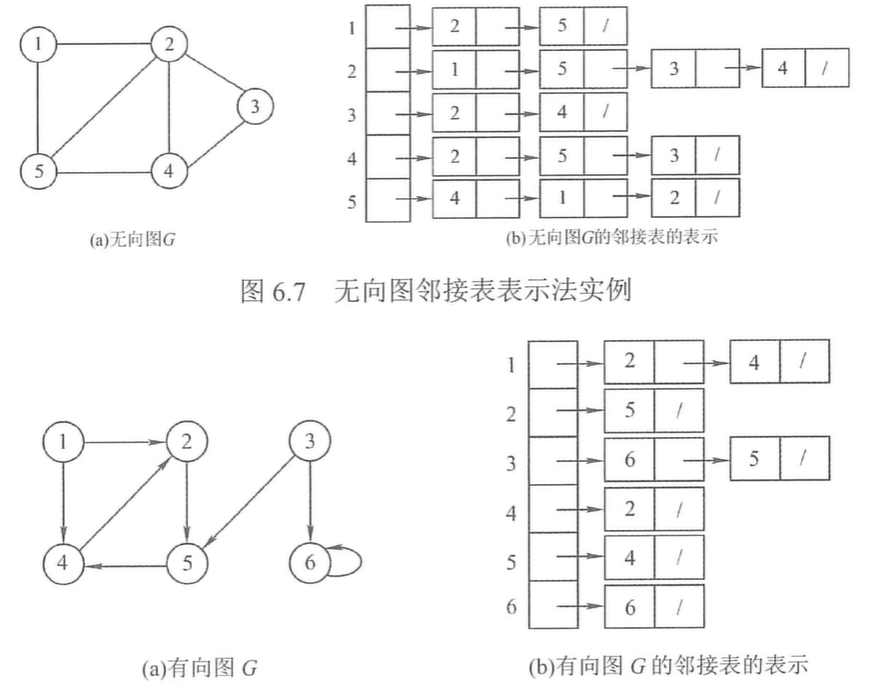 1 2 3 5 4
1 2 5 /
2 1 5 3 4 /
3 2 4 /
4 2 5 3 /
5 4 1 2 /
(a)无向图G (b)无向图G的邻接表的表示
图 6.7 无向图邻接表表示法实例
1 2 3
4 5 6
1 2 4 /
2 5 /
3 6 5 /
4 2 /
5 4 /
6 6 /
(a)有向图 G (b)有向图 G 的邻接表的表示